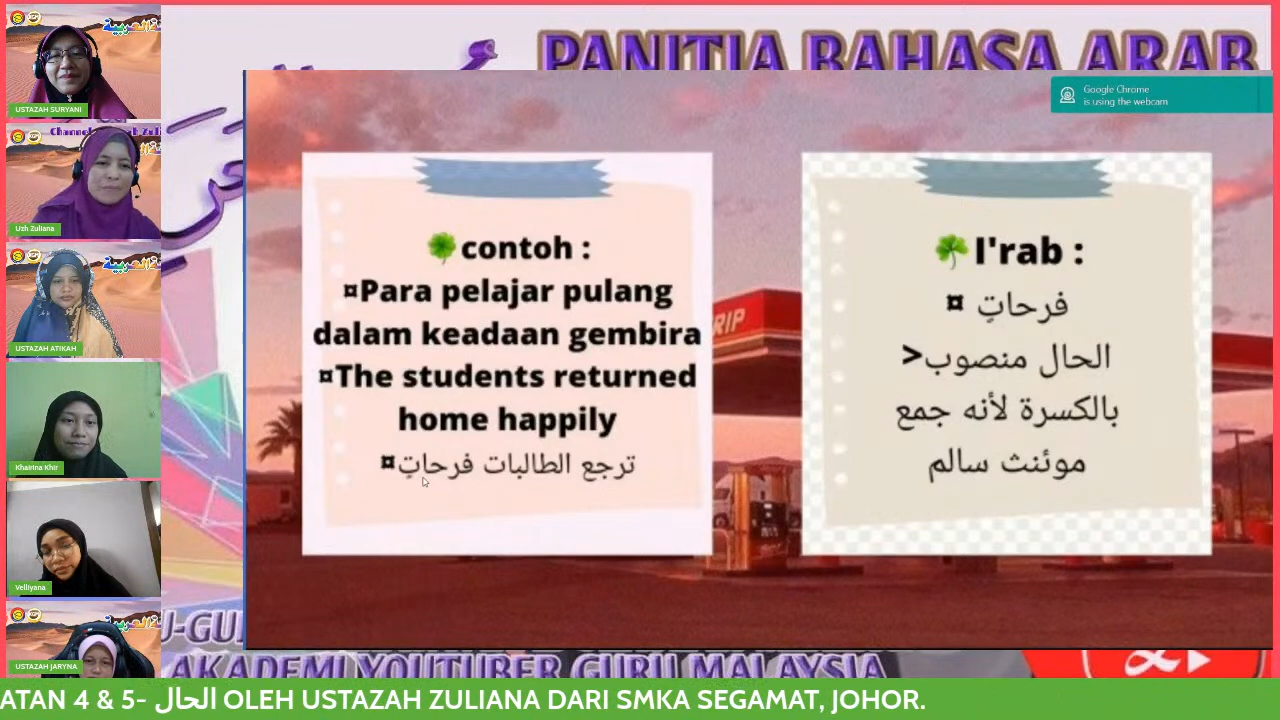 PANITIA BAHASA ARAB
Google Chrome
is using the webcam
USTAZAH SURYANI
Uzh Zuliana
USTAZAH ATIKAH
Khairina Khir
Velliyana
USTAZAH JARYNA
RIP
contoh :
¤Para pelajar pulang
dalam keadaan gembira
¤The students returned
home happily
ترجع الطالبات فرحاتٍ¤
I'rab :
¤ فرحاتٍ
الحال منصوب<
بالكسرة لأنه جمع
موئنث سالم
AKADEMI YOUTUBER GURU MALAYSIA
ATAN 4 & 5- الحال OLEH USTAZAH ZULIANA DARI SMKA SEGAMAT, JOHOR.